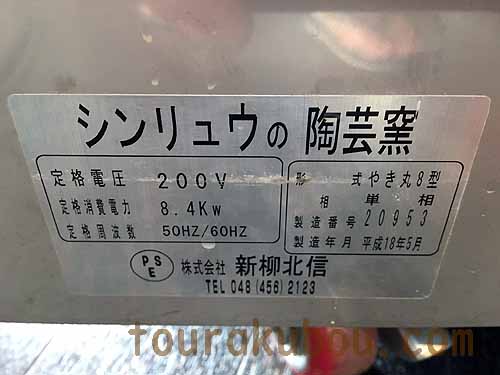 シンリュウの 陶芸窯
定格電圧 200V
定格消費電力 8.4Kw
定格周波数 50HZ/60HZ
形 式 やき丸8型
相 単 相
製造番号 20953
製造年月 平成18年5月
PSE 株式会社 新柳北信
TEL 048 (456) 2123
tourakubou.com